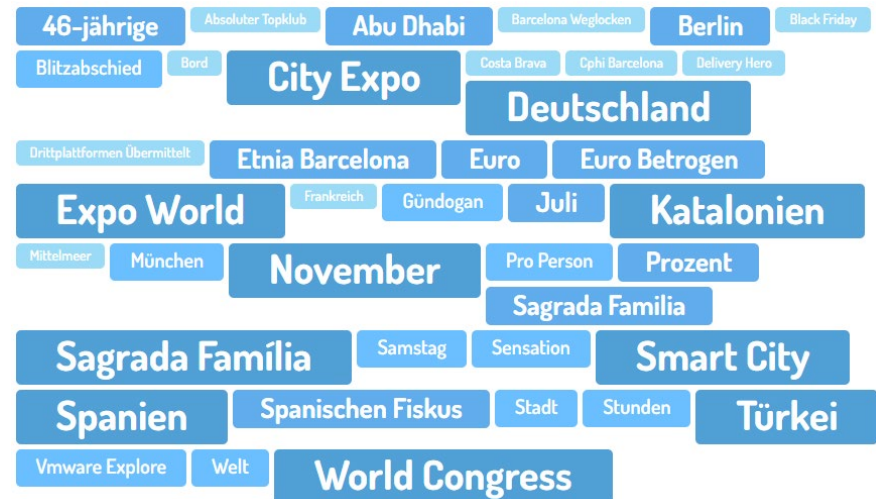 46-jährige Absoluter Topklub Abu Dhabi Barcelona Weglocken Berlin Black Friday
Blitzabschied Bord City Expo Costa Brava Cphi Barcelona Delivery Hero
Deutschland
Drittplattformen Übermittelt Etnia Barcelona Euro Euro Betrogen
Expo World Frankreich Gündogan Juli Katalonien
Mittelmeer München November Pro Person Prozent
Sagrada Familia
Sagrada Família Samstag Sensation Smart City
Spanien Spanischen Fiskus Stadt Stunden Türkei
Vmware Explore Welt World Congress